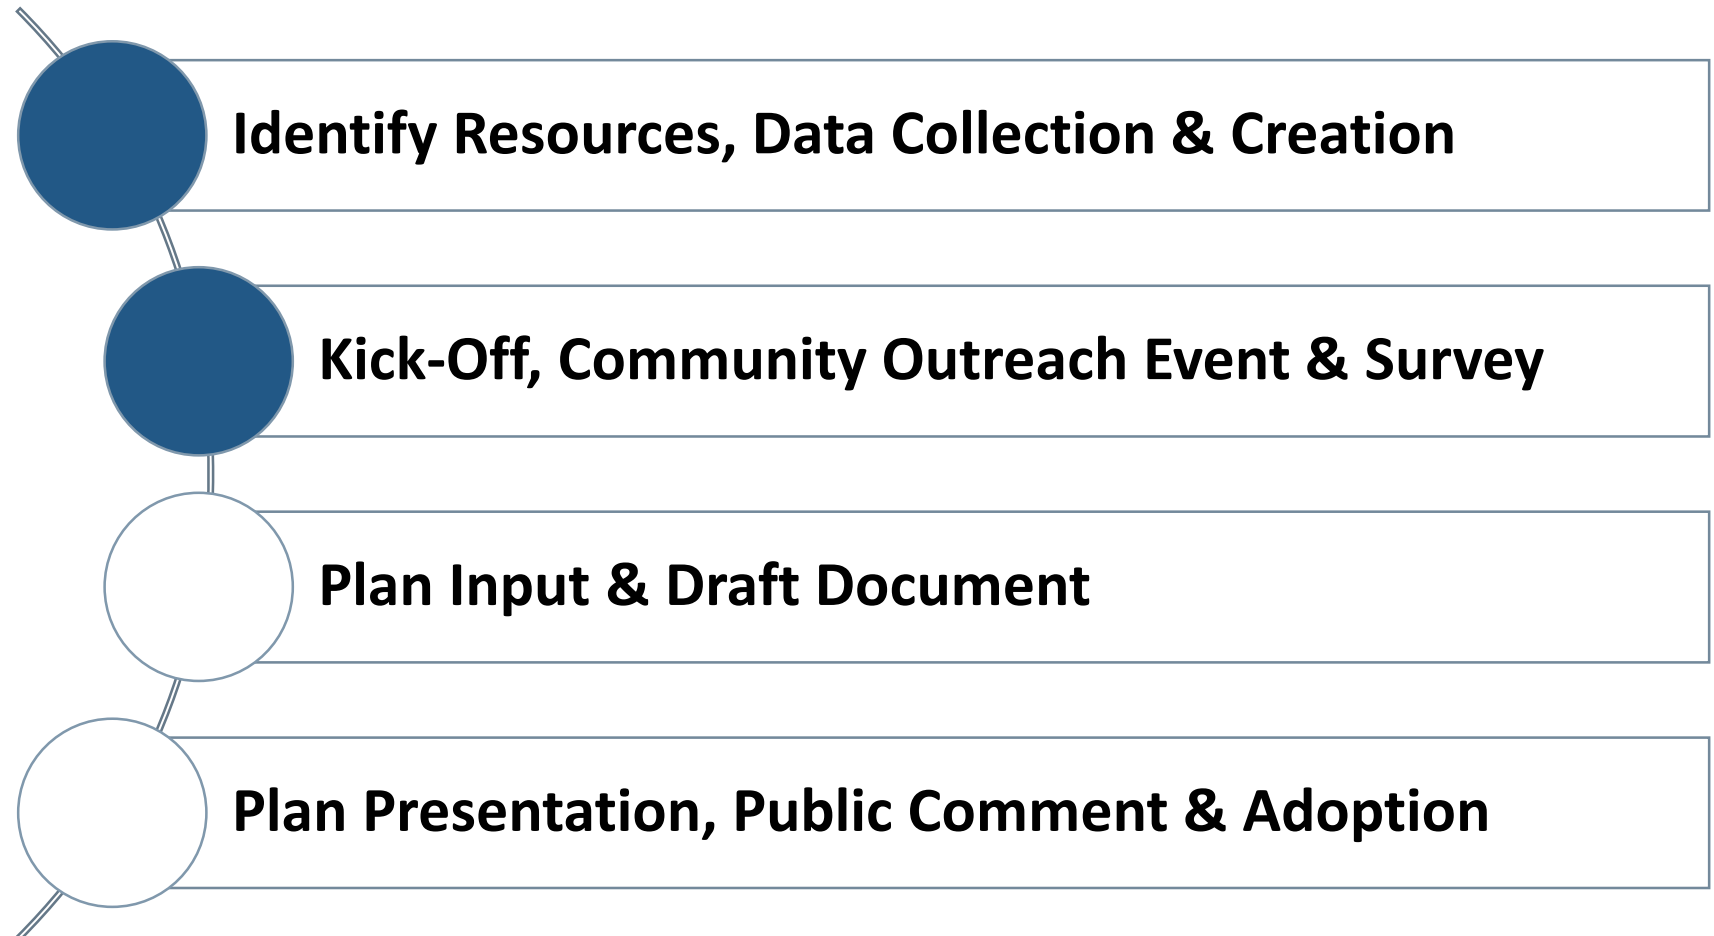 Identify Resources, Data Collection & Creation
Kick-Off, Community Outreach Event & Survey
Plan Input & Draft Document
Plan Presentation, Public Comment & Adoption